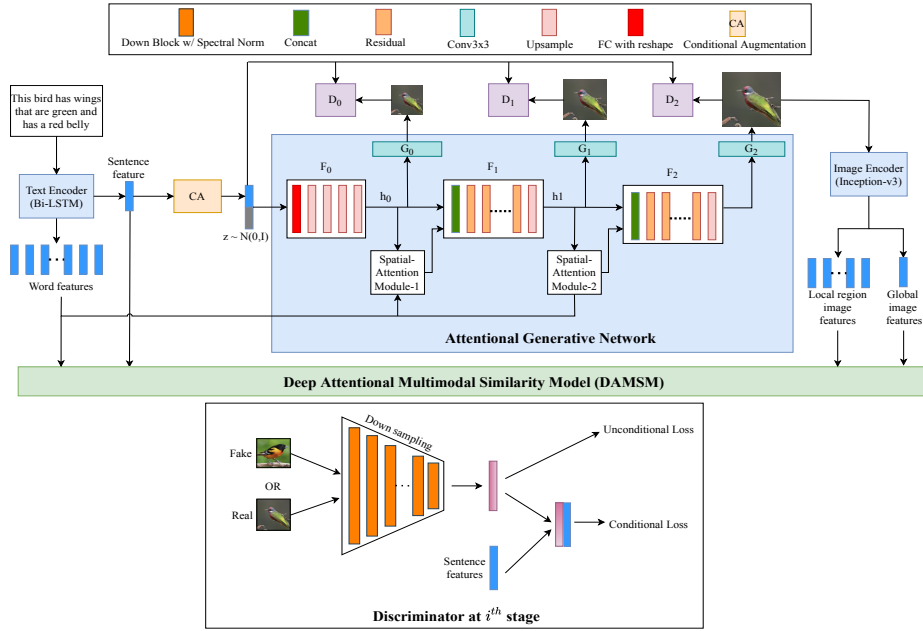 CA
Down Block w/ Spectral Norm
Concat
Residual
Conv3x3
Upsample
FC with reshape
Conditional Augmentation
This bird has wings
that are green and
has a red belly
Sentence
feature
Text Encoder
(Bi-LSTM)
CA
z ~ N(0,I)
Word features
D0
D1
D2
G0
G1
G2
F0
F1
F2
h0
h1
Spatial-
Attention
Module-1
Spatial-
Attention
Module-2
Attentional Generative Network
Image Encoder
(Inception-v3)
Local region
image
features
Global
image
features
Deep Attentional Multimodal Similarity Model (DAMSM)
Down sampling
Fake
OR
Real
Unconditional Loss
Conditional Loss
Sentence
features
Discriminator at i^th stage